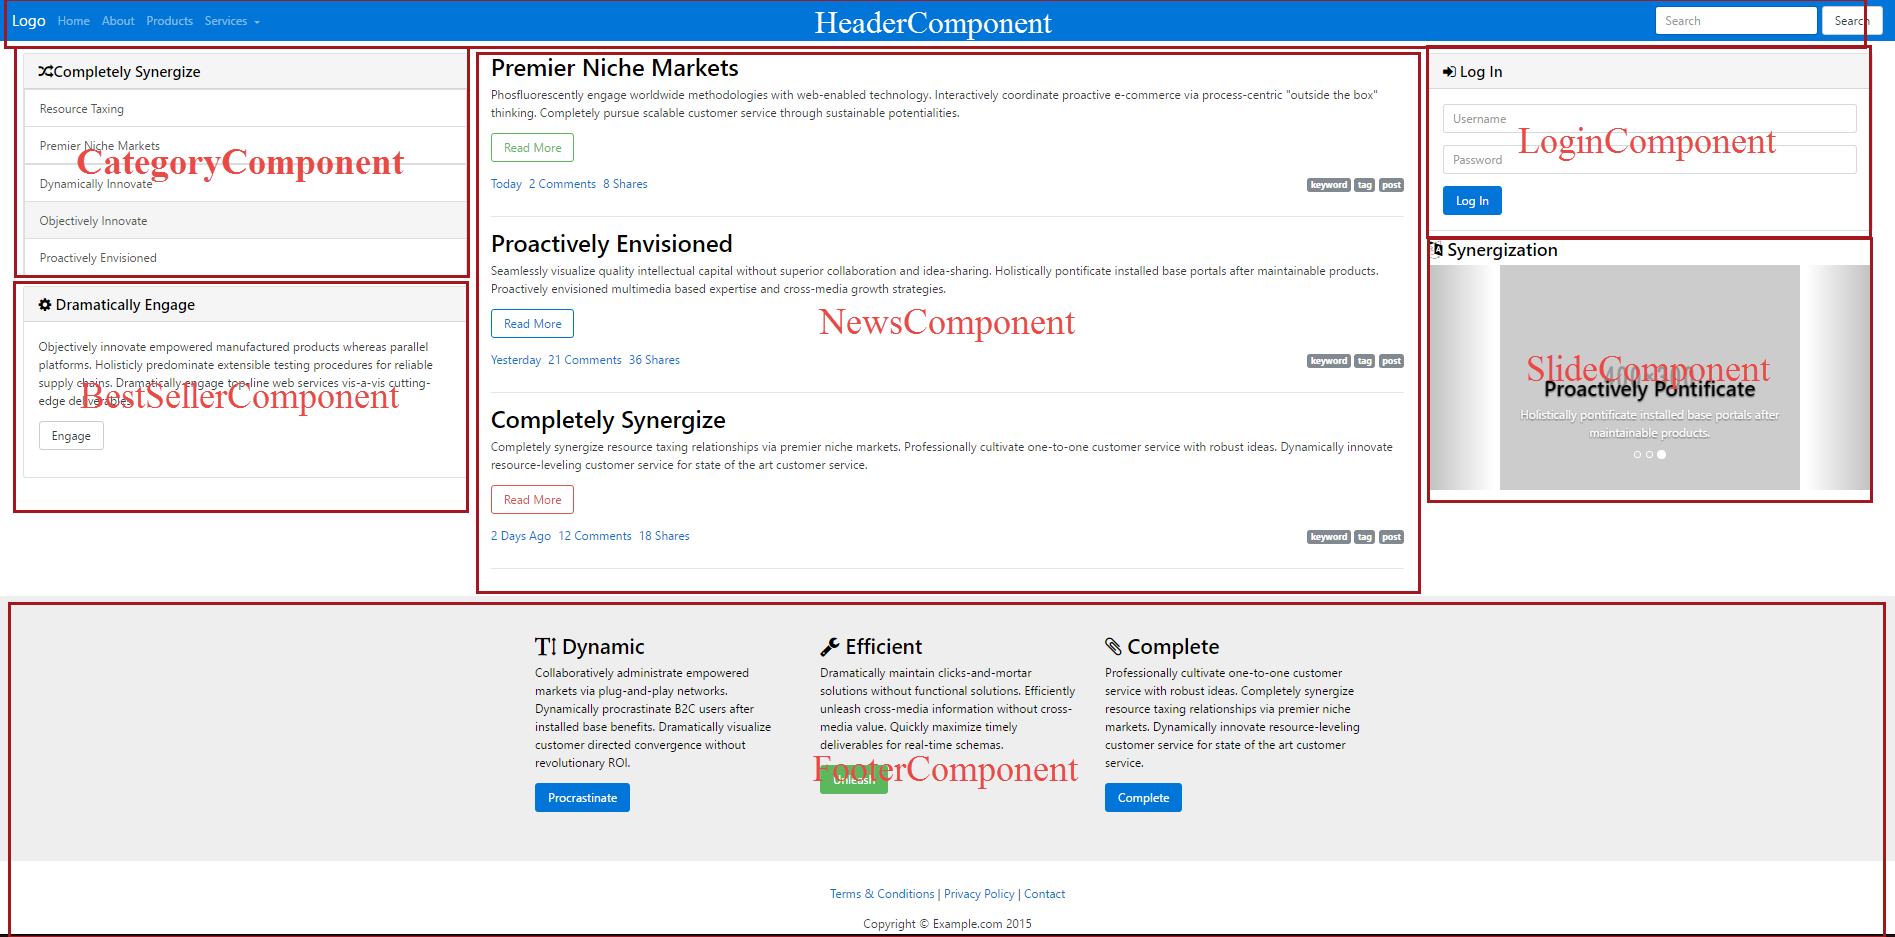 Logo Home About Products Services HeaderComponent Search Search
Completely Synergize
Resource Taxing
Premier Niche Markets
CategoryComponent
Dynamically Innovate
Objectively Innovate
Proactively Envisioned
Dramatically Engage
Objectively innovate empowered manufactured products whereas parallel
platforms. Holisticly predominate extensible testing procedures for reliable
supply chains. Dramatically engage top-line web services vis-a-vis cutting-
edge deliverables.
BestSellerComponent
Engage
Premier Niche Markets
Phosfluorescently engage worldwide methodologies with web-enabled technology. Interactively coordinate proactive e-commerce via process-centric "outside the box"
thinking. Completely pursue scalable customer service through sustainable potentialities.
Read More
Today 2 Comments 8 Shares keyword tag post
Proactively Envisioned
Seamlessly visualize quality intellectual capital without superior collaboration and idea-sharing. Holistically pontificate installed base portals after maintainable products.
Proactively envisioned multimedia based expertise and cross-media growth strategies.
Read More
NewsComponent
Yesterday 21 Comments 36 Shares keyword tag post
Completely Synergize
Completely synergize resource taxing relationships via premier niche markets. Professionally cultivate one-to-one customer service with robust ideas. Dynamically innovate
resource-leveling customer service for state of the art customer service.
Read More
2 Days Ago 12 Comments 18 Shares keyword tag post
Log In
Username
LoginComponent
Password
Log In
Synergization
SlideComponent
Proactively Pontificate
Holistically pontificate installed base portals after
maintainable products.
Dynamic
Collaboratively administrate empowered
markets via plug-and-play networks.
Dynamically procrastinate B2C users after
installed base benefits. Dramatically visualize
customer directed convergence without
revolutionary ROI.
Procrastinate
Efficient
Dramatically maintain clicks-and-mortar
solutions without functional solutions. Efficiently
unleash cross-media information without cross-
media value. Quickly maximize timely
deliverables for real-time schemas.
FooterComponent
Unleash
Complete
Professionally cultivate one-to-one customer
service with robust ideas. Completely synergize
resource taxing relationships via premier niche
markets. Dynamically innovate resource-leveling
customer service for state of the art customer
service.
Complete
Terms & Conditions | Privacy Policy | Contact
Copyright © Example.com 2015